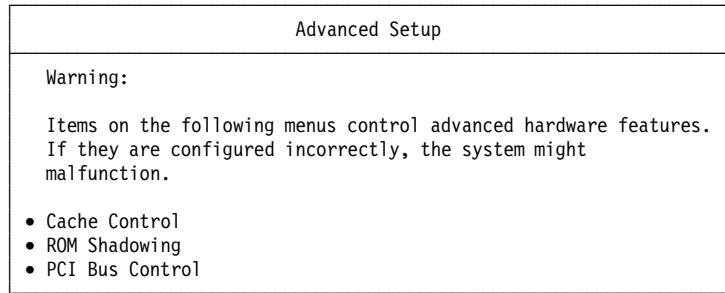 Advanced Setup
Warning:
Items on the following menus control advanced hardware features.
If they are configured incorrectly, the system might
malfunction.
• Cache Control
• ROM Shadowing
• PCI Bus Control